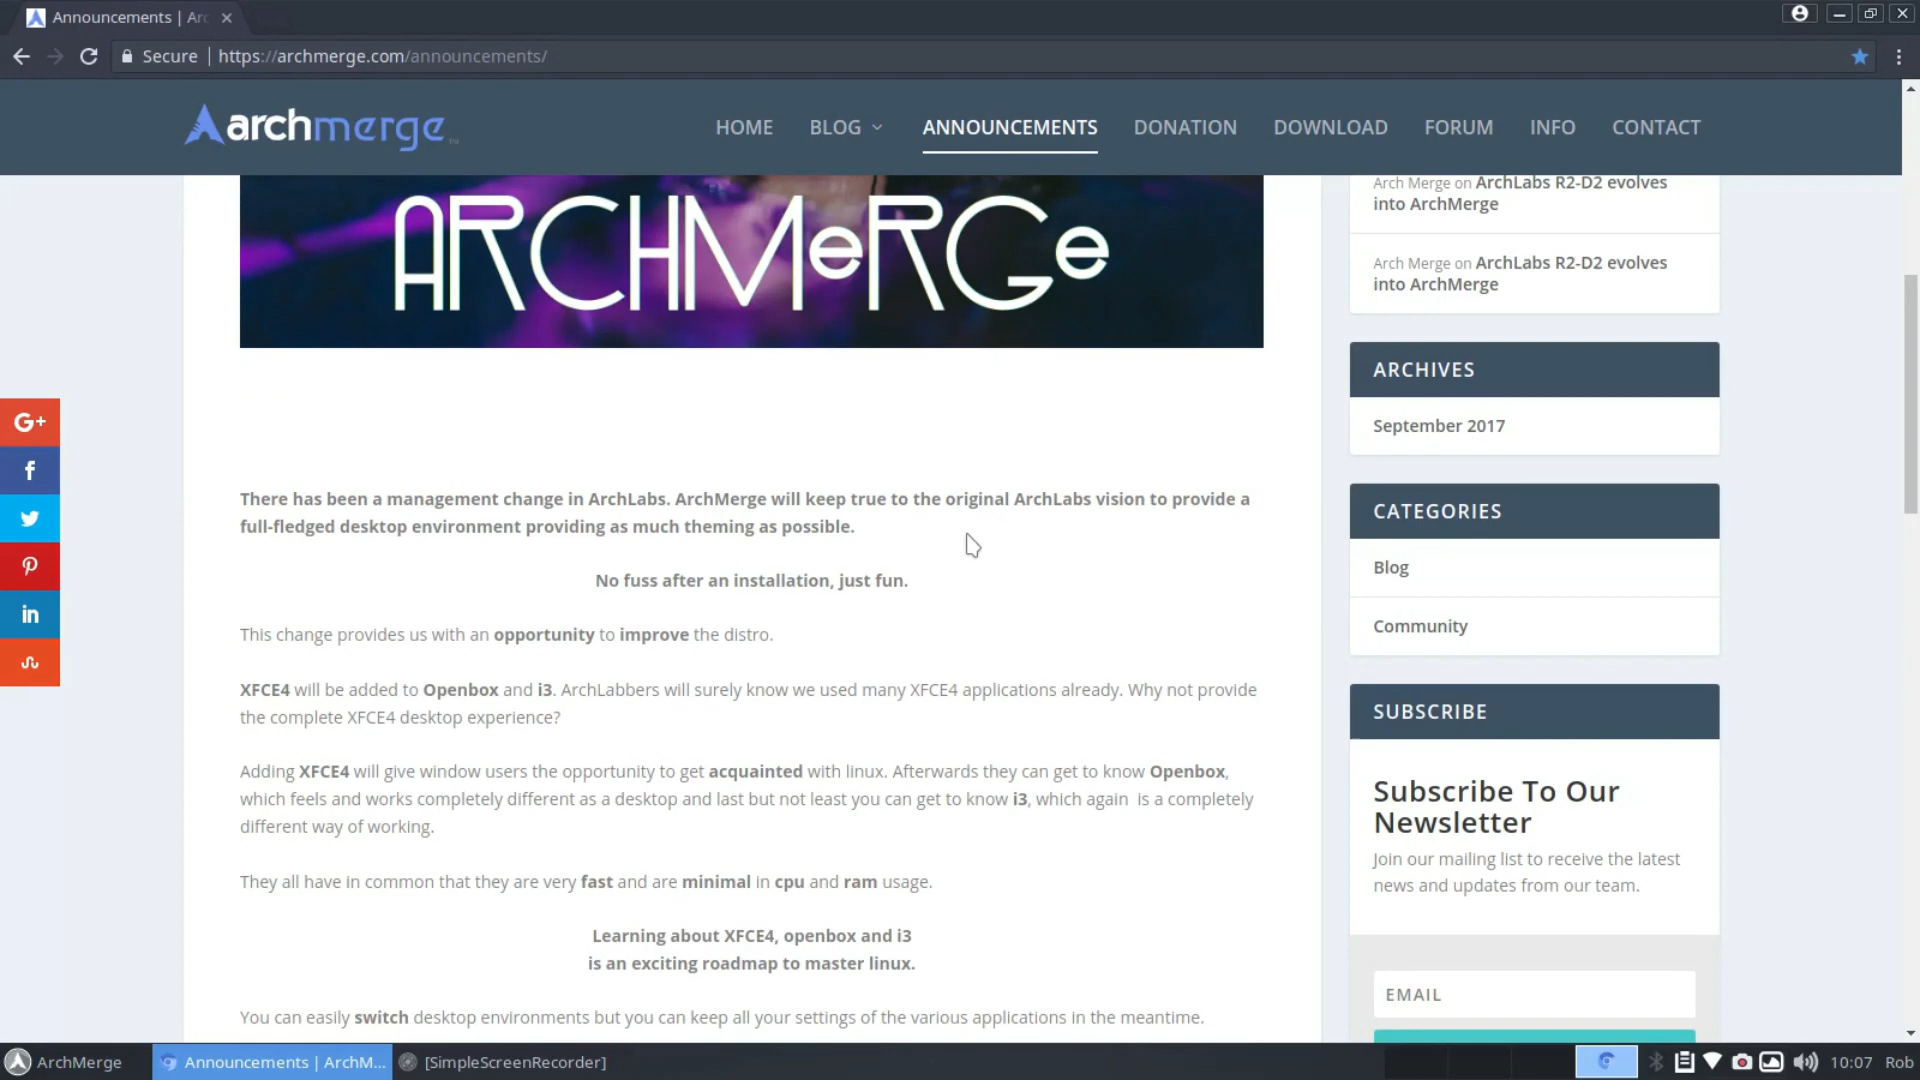 Announcements | Arc
Secure | https://archmerge.com/announcements/
archmerge™
HOME
BLOG
ANNOUNCEMENTS
DONATION
DOWNLOAD
FORUM
INFO
CONTACT
ARCHMeRGe
G+
f
in
There has been a management change in ArchLabs. ArchMerge will keep true to the original ArchLabs vision to provide a
full-fledged desktop environment providing as much theming as possible.
No fuss after an installation, just fun.
This change provides us with an opportunity to improve the distro.
XFCE4 will be added to Openbox and i3. ArchLabbers will surely know we used many XFCE4 applications already. Why not provide
the complete XFCE4 desktop experience?
Adding XFCE4 will give window users the opportunity to get acquainted with linux. Afterwards they can get to know Openbox,
which feels and works completely different as a desktop and last but not least you can get to know i3, which again is a completely
different way of working.
They all have in common that they are very fast and are minimal in cpu and ram usage.
Learning about XFCE4, openbox and i3
is an exciting roadmap to master linux.
You can easily switch desktop environments but you can keep all your settings of the various applications in the meantime.
Arch Merge on ArchLabs R2-D2 evolves
into ArchMerge
Arch Merge on ArchLabs R2-D2 evolves
into ArchMerge
ARCHIVES
September 2017
CATEGORIES
Blog
Community
SUBSCRIBE
Subscribe To Our
Newsletter
Join our mailing list to receive the latest
news and updates from our team.
EMAIL
ArchMerge
Announcements | ArchM...
[SimpleScreenRecorder]
10:07
Rob